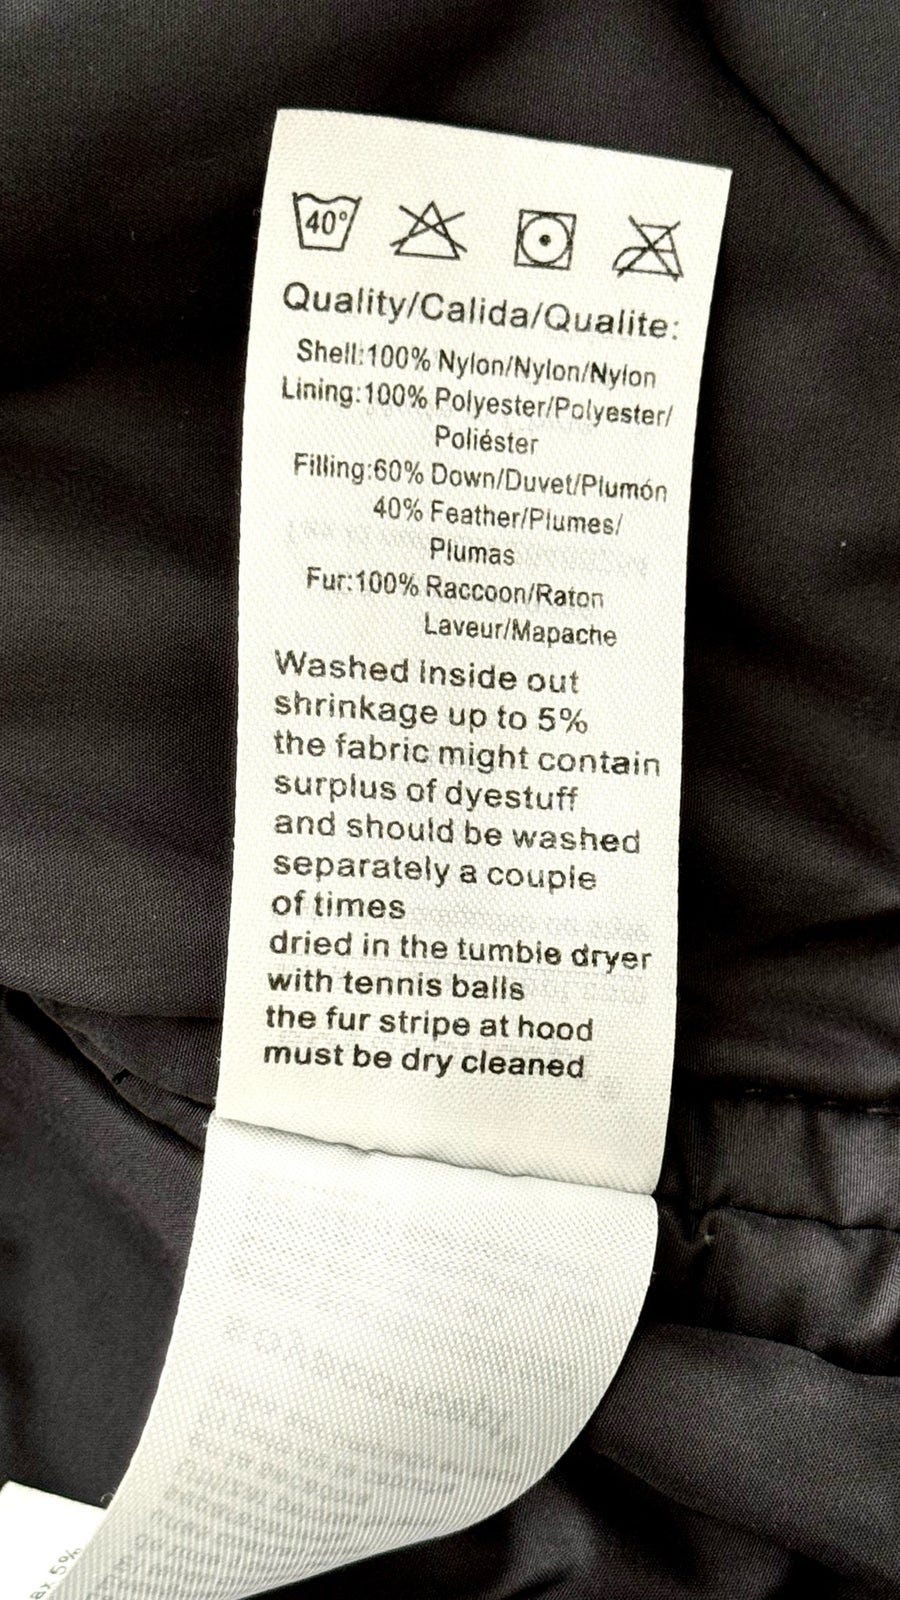 40°
Quality/Calida/Qualite:
Shell:100% Nylon/Nylon/Nylon
Lining:100% Polyester/Polyester/
Poliéster
Filling:60% Down/Duvet/Plumón
40% Feather/Plumes/
Plumas
Fur:100% Raccoon/Raton
Laveur/Mapache
Washed inside out
shrinkage up to 5%
the fabric might contain
surplus of dyestuff
and should be washed
separately a couple
of times
dried in the tumble dryer
with tennis balls
the fur stripe at hood
must be dry cleaned
5%